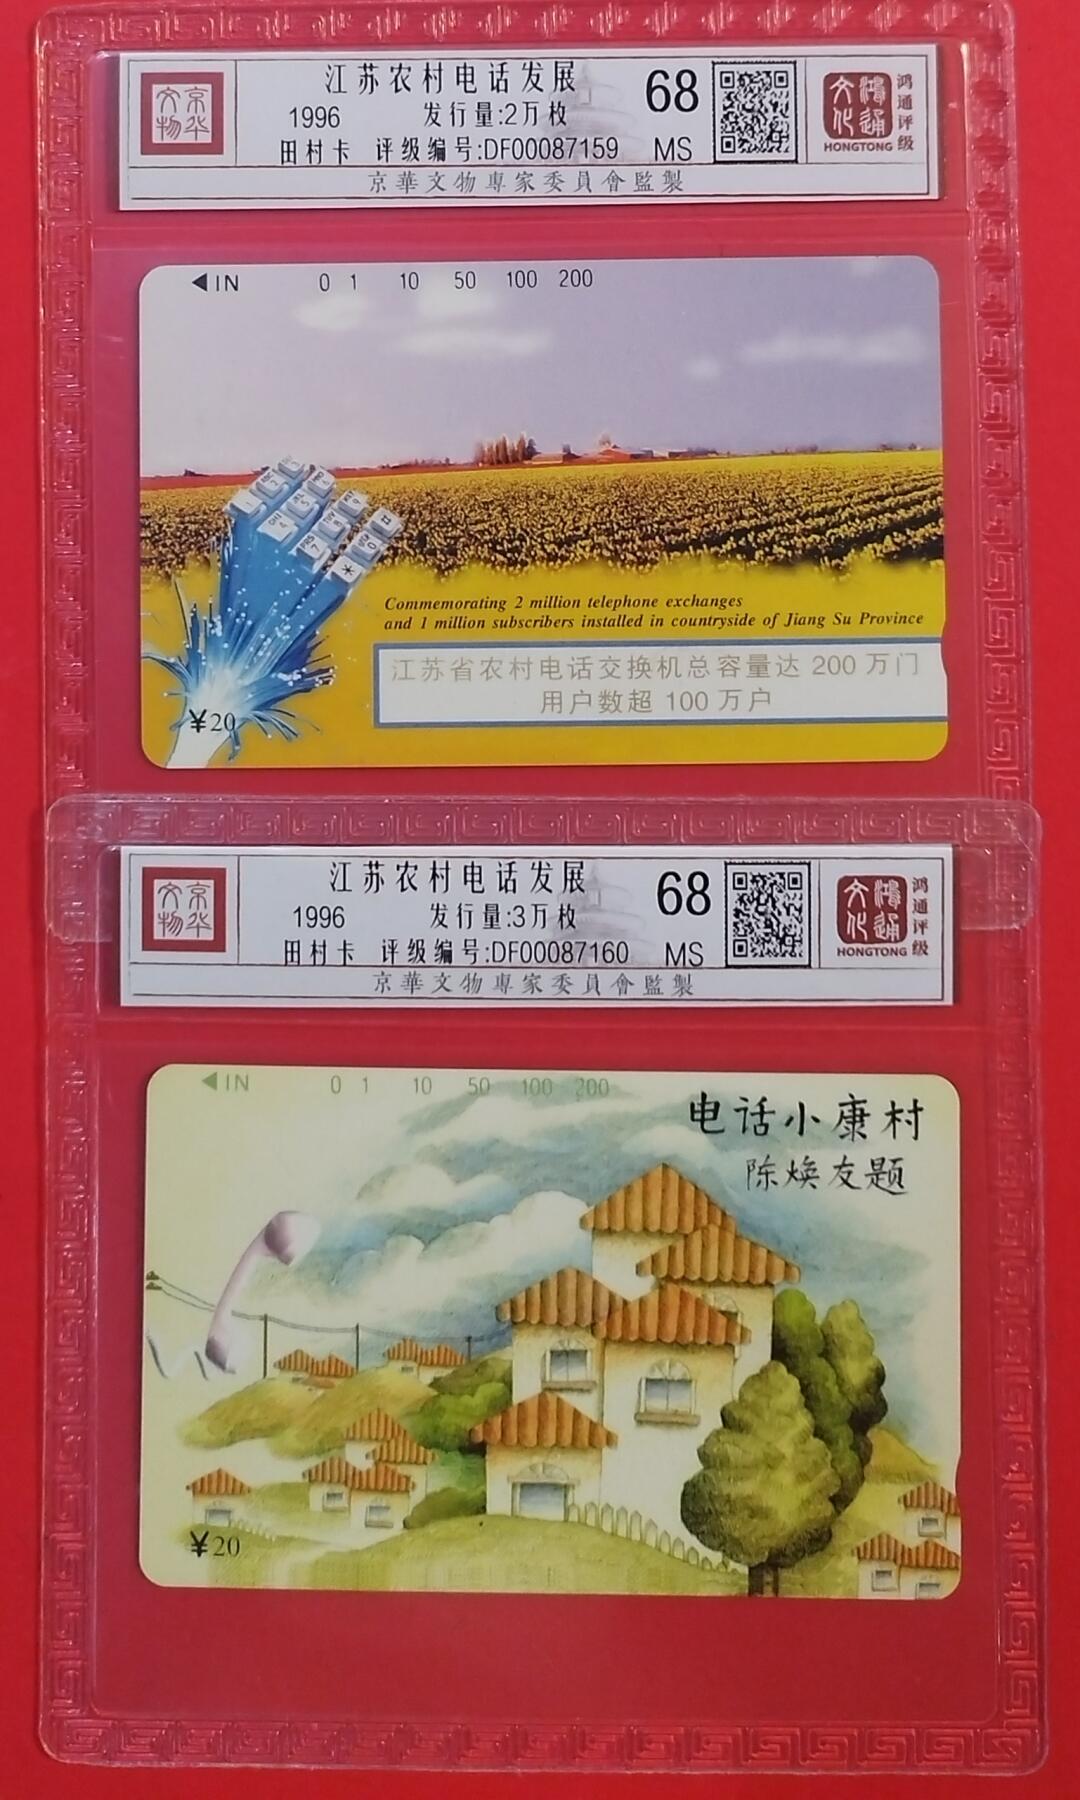 京华
文物
江苏农村电话发展
1996 发行量:2万枚
田村卡 评级编号:DF00087159
68
MS
鸿通
文化
HONGTONG
鸿通评级
京華文物專家委員會監製
◀IN 0 1 10 50 100 200
Commemorating 2 million telephone exchanges
and 1 million subscribers installed in countryside of Jiang Su Province
江苏省农村电话交换机总容量达 200 万门
用户数超 100 万户
¥20
京华
文物
江苏农村电话发展
1996 发行量:3万枚
田村卡 评级编号:DF00087160
68
MS
鸿通
文化
HONGTONG
鸿通评级
京華文物專家委員會監製
◀IN 0 1 10 50 100 200
电话小康村
陈焕友题
¥20